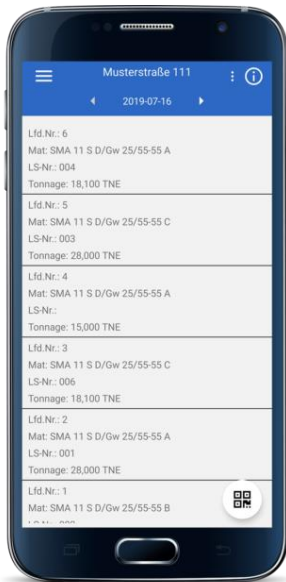 Musterstraße 111
2019-07-16
Lfd.Nr.: 6
Mat: SMA 11 S D/Gw 25/55-55 A
LS-Nr.: 004
Tonnage: 18,100 TNE
Lfd.Nr.: 5
Mat: SMA 11 S D/Gw 25/55-55 C
LS-Nr.: 003
Tonnage: 28,000 TNE
Lfd.Nr.: 4
Mat: SMA 11 S D/Gw 25/55-55 A
LS-Nr.:
Tonnage: 15,000 TNE
Lfd.Nr.: 3
Mat: SMA 11 S D/Gw 25/55-55 C
LS-Nr.: 006
Tonnage: 18,100 TNE
Lfd.Nr.: 2
Mat: SMA 11 S D/Gw 25/55-55 A
LS-Nr.: 001
Tonnage: 28,000 TNE
Lfd.Nr.: 1
Mat: SMA 11 S D/Gw 25/55-55 B